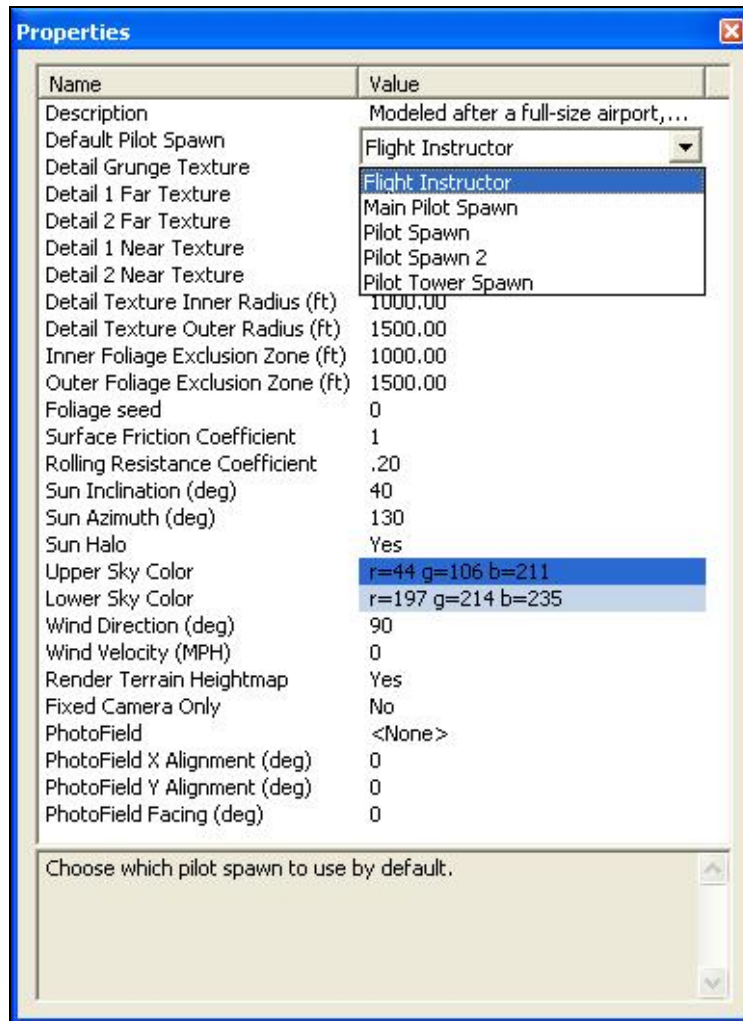 Properties
Name Value
Description Modeled after a full-size airport,...
Default Pilot Spawn Flight Instructor
Detail Grunge Texture
Flight Instructor
Detail 1 Far Texture
Main Pilot Spawn
Detail 2 Far Texture
Pilot Spawn
Detail 1 Near Texture
Pilot Spawn 2
Detail 2 Near Texture
Pilot Tower Spawn
Detail Texture Inner Radius (ft) 1000.00
Detail Texture Outer Radius (ft) 1500.00
Inner Foliage Exclusion Zone (ft) 1000.00
Outer Foliage Exclusion Zone (ft) 1500.00
Foliage seed 0
Surface Friction Coefficient 1
Rolling Resistance Coefficient .20
Sun Inclination (deg) 40
Sun Azimuth (deg) 130
Sun Halo Yes
Upper Sky Color r=44 g=106 b=211
Lower Sky Color r=197 g=214 b=235
Wind Direction (deg) 90
Wind Velocity (MPH) 0
Render Terrain Heightmap Yes
Fixed Camera Only No
PhotoField <None>
PhotoField X Alignment (deg) 0
PhotoField Y Alignment (deg) 0
PhotoField Facing (deg) 0
Choose which pilot spawn to use by default.